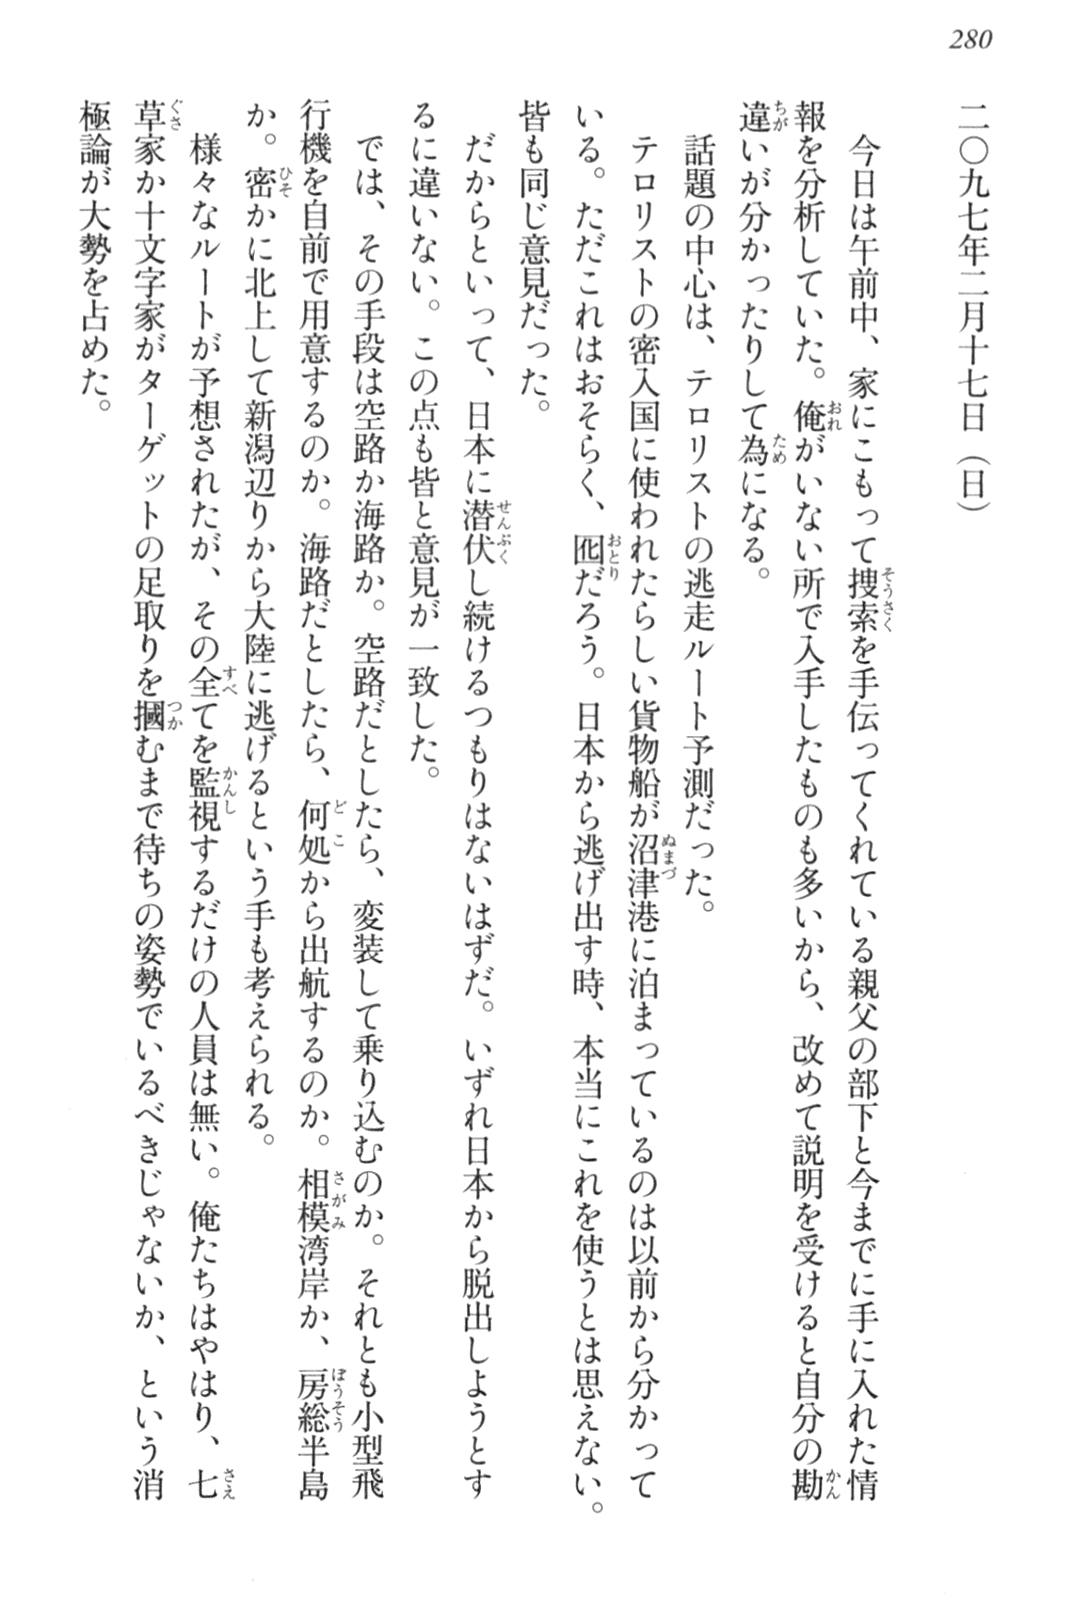 280
二〇九七年二月十七日（日）
今日は午前中、家にこもって捜索を手伝ってくれている親父の部下と今までに手に入れた情
報を分析していた。俺がいない所で入手したものも多いから、改めて説明を受けると自分の勘
違いが分かったりして為になる。
話題の中心は、テロリストの逃走ルート予測だった。
テロリストの密入国に使われたらしい貨物船が沼津港に泊まっているのは以前から分かって
いる。ただこれはおそらく、囮だろう。日本から逃げ出す時、本当にこれを使うとは思えない。
皆も同じ意見だった。
だからといって、日本に潜伏し続けるつもりはないはずだ。いずれ日本から脱出しようとす
るに違いない。この点も皆と意見が一致した。
では、その手段は空路か海路か。空路だとしたら、変装して乗り込むのか。それとも小型飛
行機を自前で用意するのか。海路だとしたら、何処から出航するのか。相模湾岸か、房総半島
か。密かに北上して新潟辺りから大陸に逃げるという手も考えられる。
様々なルートが予想されたが、その全てを監視するだけの人員は無い。俺たちはやはり、七
草家か十文字家がターゲットの足取りを摑むまで待ちの姿勢でいるべきじゃないか、という消
極論が大勢を占めた。